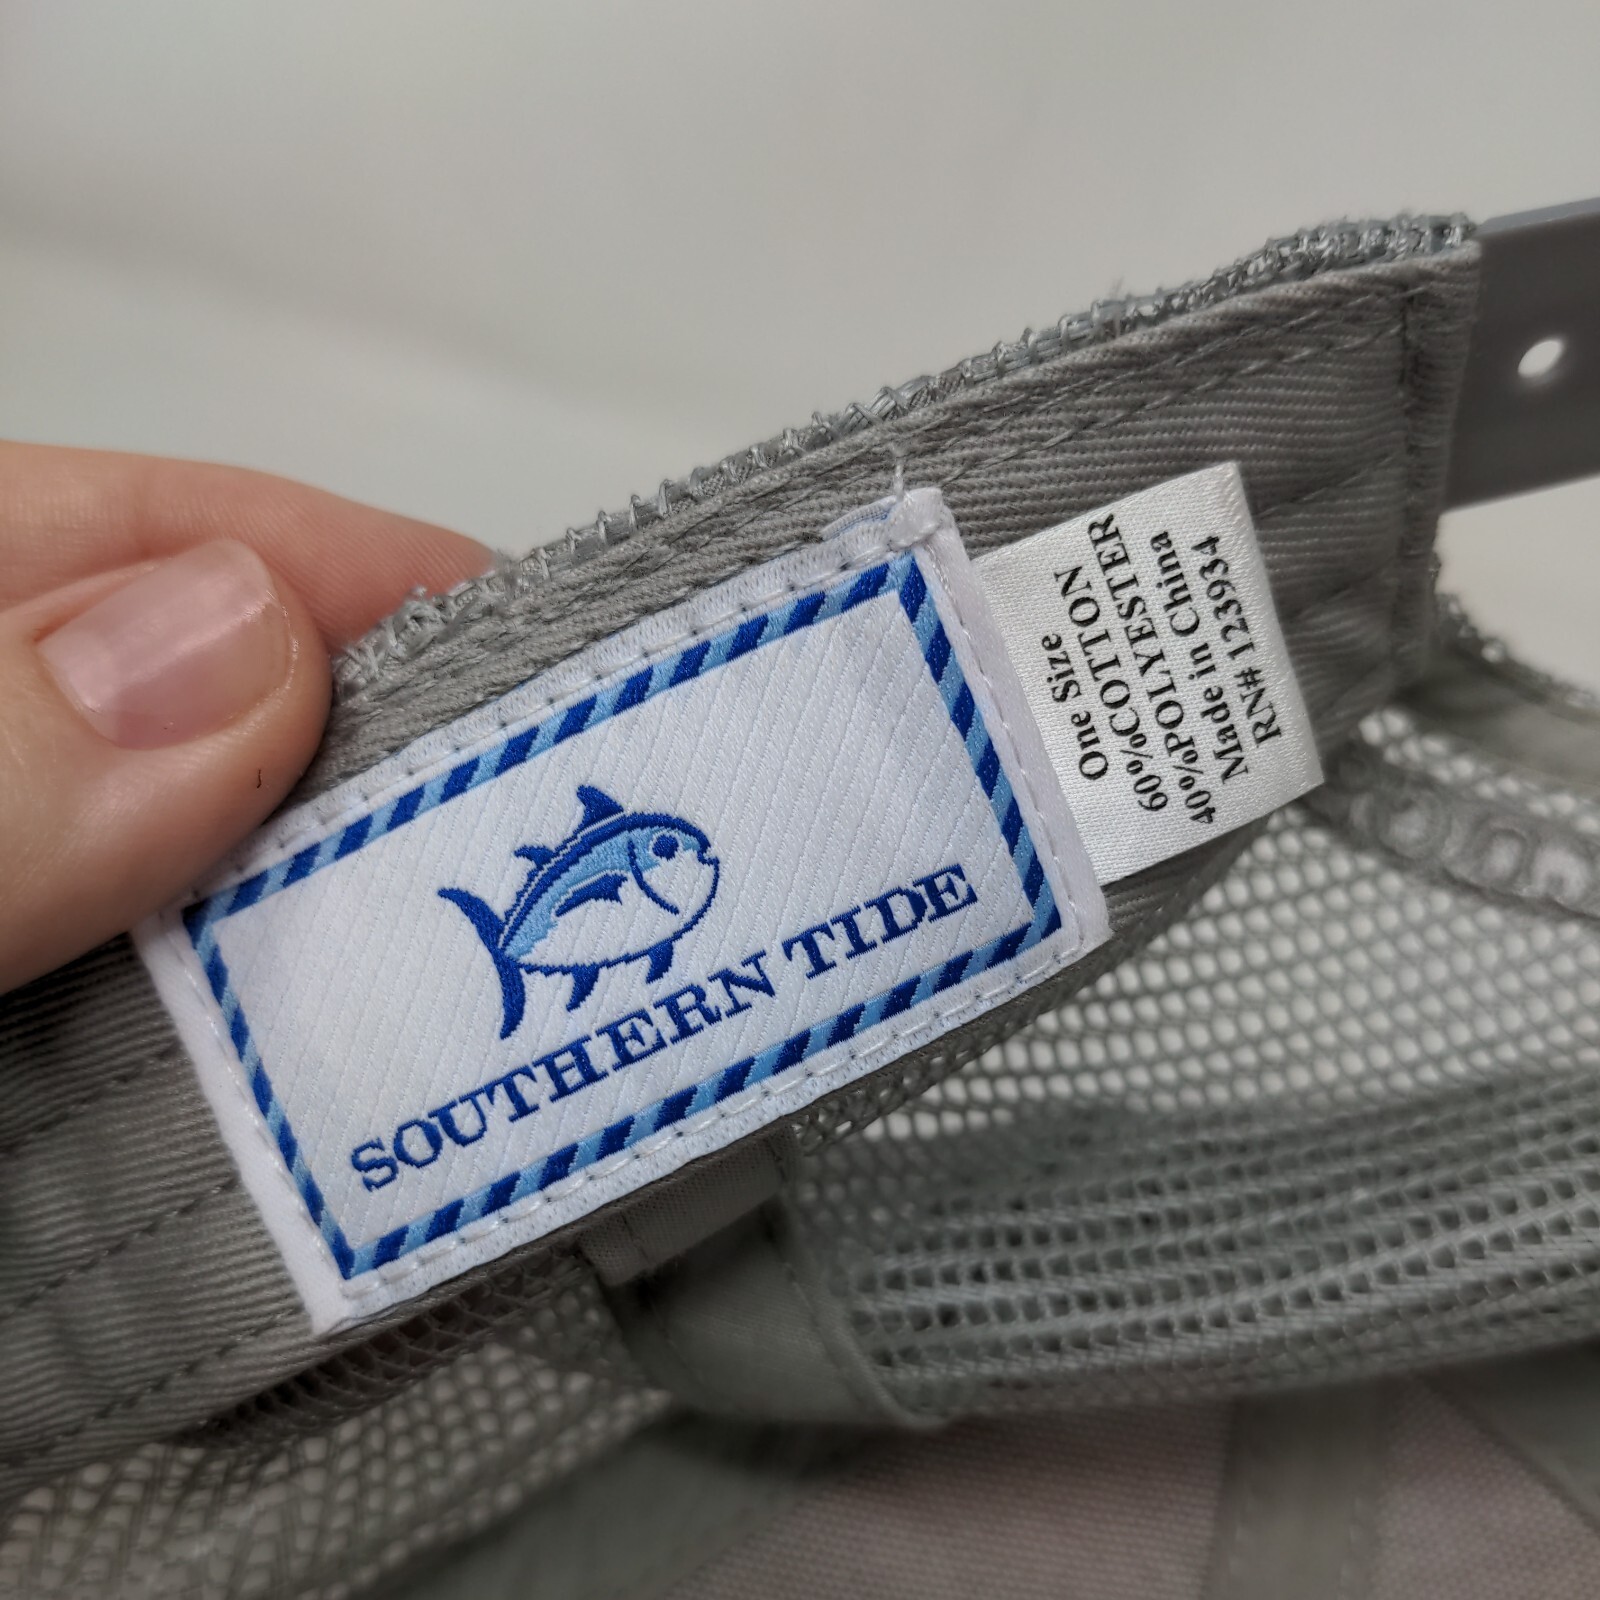 SOUTHERN TIDE
One Size
60%COTTON
40%POLYESTER
Made in China
RN# 123934